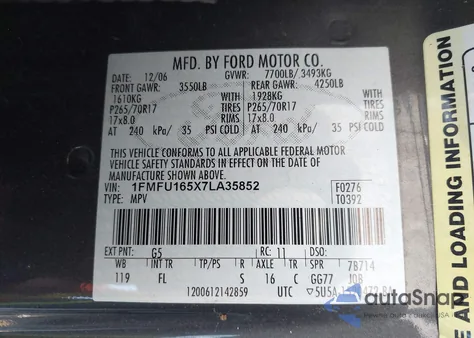 MFD. BY FORD MOTOR CO.
DATE: 12/06 GVWR: 7700LB/ 3493KG
FRONT GAWR: 3550LB REAR GAWR: 4250LB
1610KG WITH 1928KG WITH
P265/70R17 TIRES P265/70R17 TIRES
17x8.0 RIMS 17x8.0 RIMS
AT 240 kPa/ 35 PSI COLD AT 240 kPa/ 35 PSI COLD
THIS VEHICLE CONFORMS TO ALL APPLICABLE FEDERAL MOTOR
VEHICLE SAFETY STANDARDS IN EFFECT ON THE DATE OF
MANUFACTURE SHOWN ABOVE.
VIN: 1FMFU165X7LA35852 F0276
TYPE: MPV T0392
EXT PNT: G5 RC: 11 DSO:
WB INT TR TP/PS R AXLE TR SPR 7B714
119 FL S 16 C GG77 JOB
1200612142859 UTC
autoSnap
E AND LOADING INFORMATION